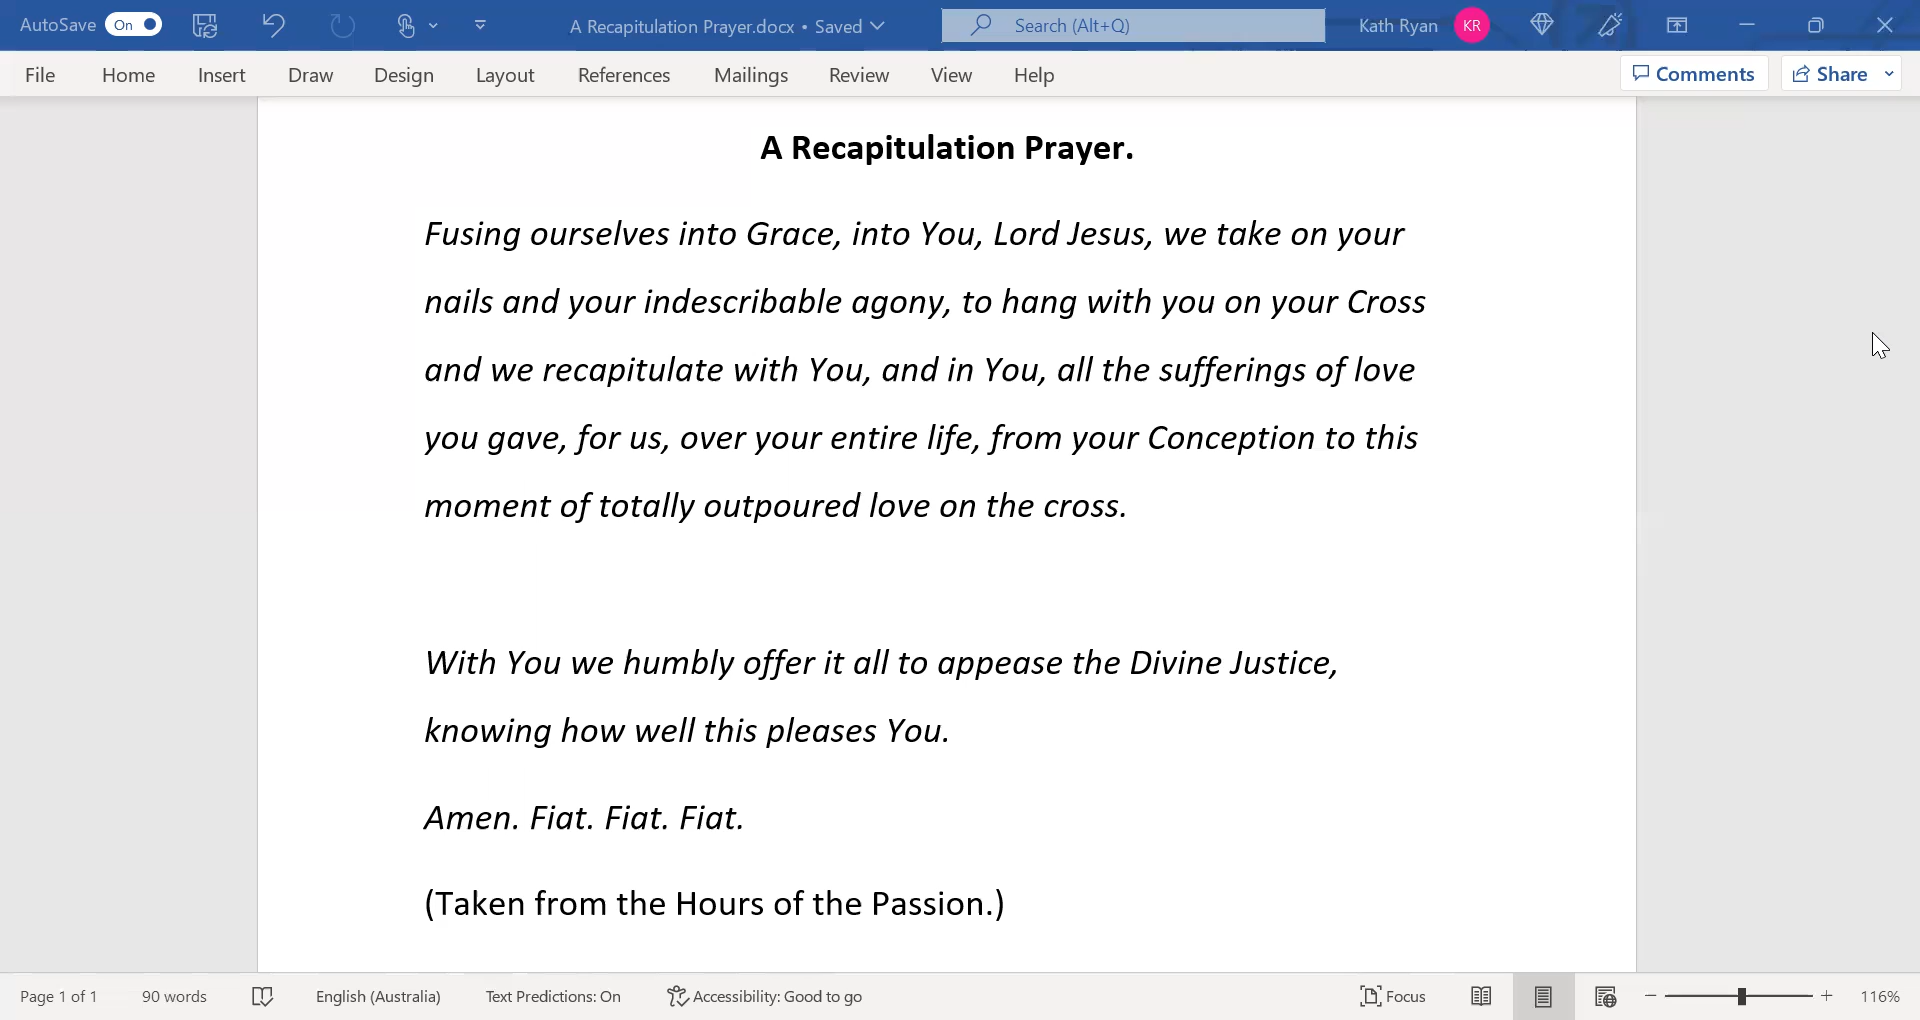 AutoSave On A Recapitulation Prayer.docx • Saved Search (Alt+Q) Kath Ryan KR
File Home Insert Draw Design Layout References Mailings Review View Help Comments Share
A Recapitulation Prayer.
Fusing ourselves into Grace, into You, Lord Jesus, we take on your
nails and your indescribable agony, to hang with you on your Cross
and we recapitulate with You, and in You, all the sufferings of love
you gave, for us, over your entire life, from your Conception to this
moment of totally outpoured love on the cross.
With You we humbly offer it all to appease the Divine Justice,
knowing how well this pleases You.
Amen. Fiat. Fiat. Fiat.
(Taken from the Hours of the Passion.)
Page 1 of 1 90 words English (Australia) Text Predictions: On Accessibility: Good to go Focus 116%